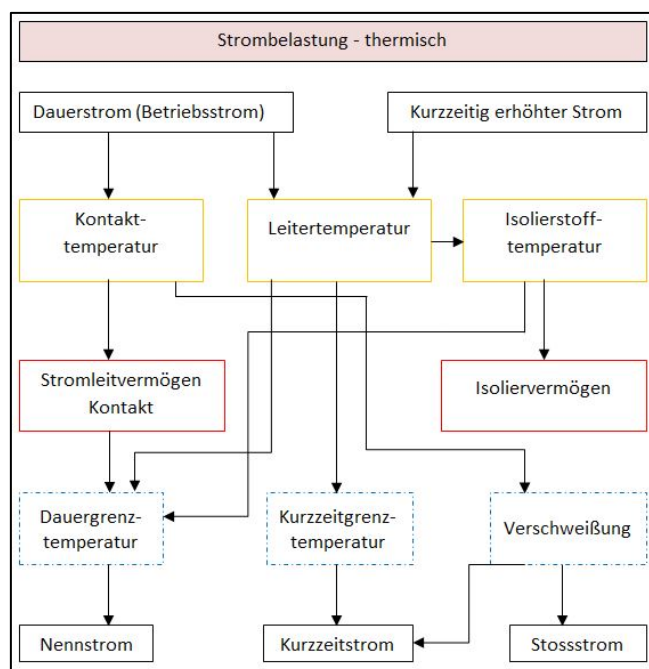 Strombelastung - thermisch
Dauerstrom (Betriebsstrom)
Kurzzeitig erhöhter Strom
Kontakt-
temperatur
Leitertemperatur
Isolierstoff-
temperatur
Stromleitvermögen
Kontakt
Isoliervermögen
Dauergrenz-
temperatur
Kurzzeitgrenz-
temperatur
Verschweißung
Nennstrom
Kurzzeitstrom
Stossstrom